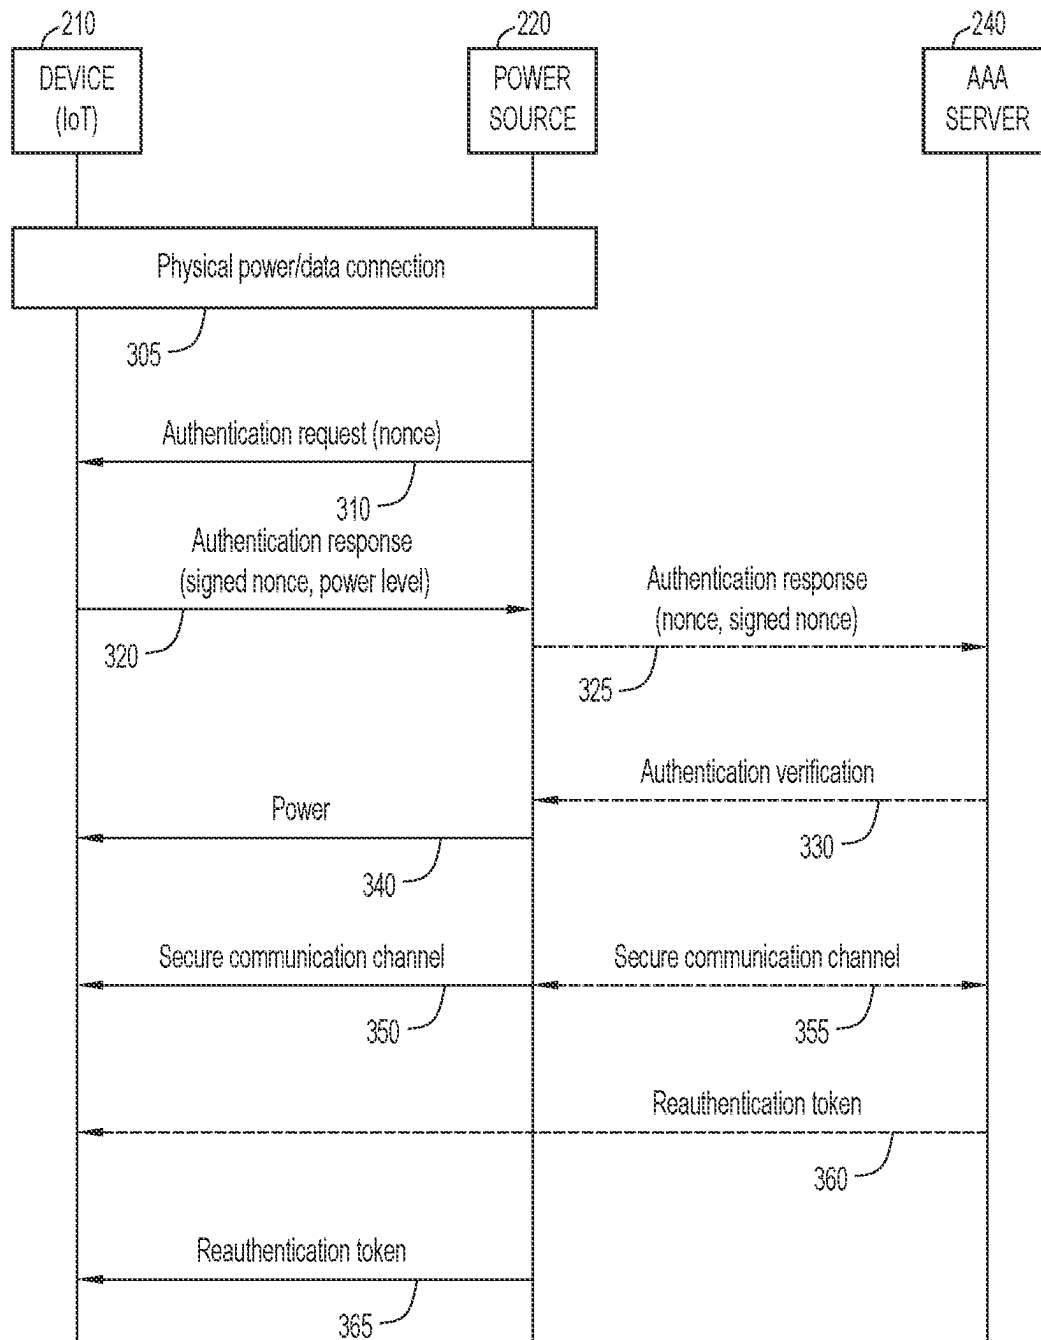 210
220
240
DEVICE
(IoT)
POWER
SOURCE
AAA
SERVER
Physical power/data connection
305
Authentication request (nonce)
310
Authentication response
(signed nonce, power level)
320
Authentication response
(nonce, signed nonce)
325
Authentication verification
330
Power
340
Secure communication channel
350
Secure communication channel
355
Reauthentication token
360
Reauthentication token
365